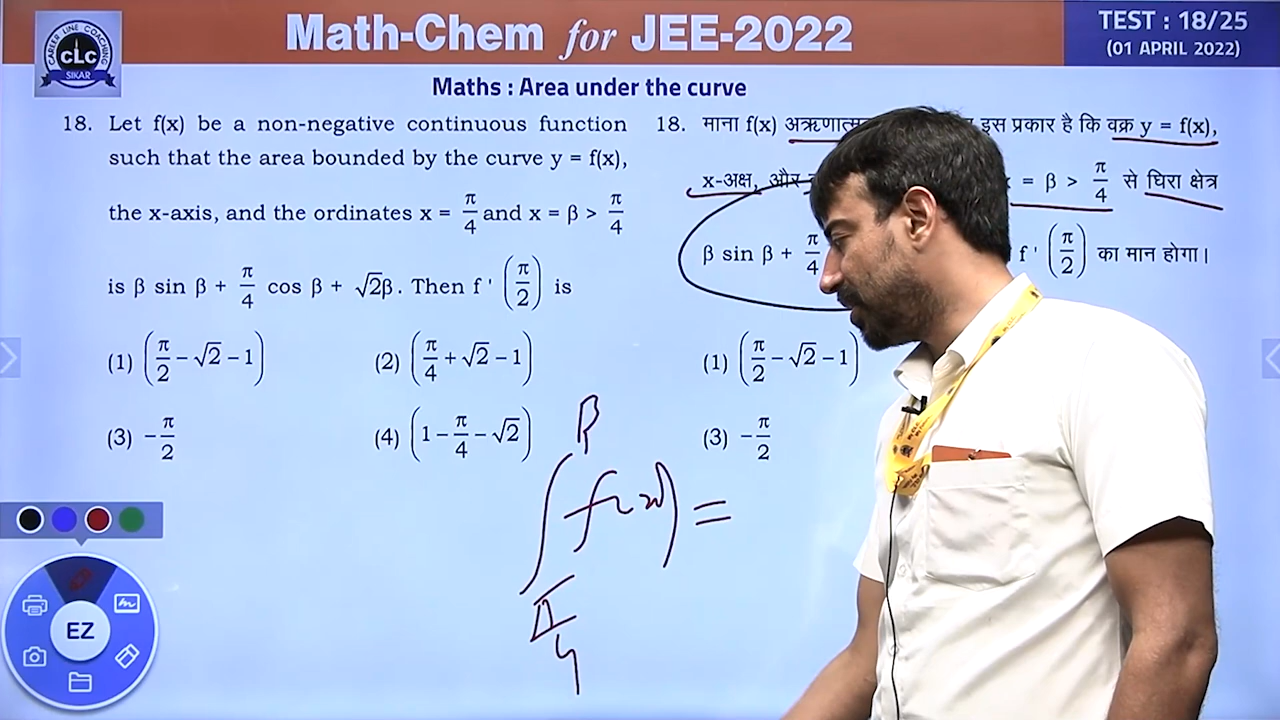 CAREER LINE COACHING
CLC
SIKAR
Math-Chem for JEE-2022
TEST : 18/25
(01 APRIL 2022)
Maths : Area under the curve
18. Let f(x) be a non-negative continuous function
such that the area bounded by the curve y = f(x),
the x-axis, and the ordinates x = π/4 and x = β > π/4
is β sin β + π/4 cos β + √2β. Then f ' (π/2) is
(1) (π/2 − √2 − 1)
(2) (π/4 + √2 − 1)
(3) −π/2
(4) (1 − π/4 − √2)
18. माना f(x) इस प्रकार है कि वक्र y = f(x),
x-अक्ष, और = β > π/4 से घिरा क्षेत्र
β sin β + π/4 f ' (π/2) का मान होगा।
(1) (π/2 − √2 − 1)
(3) −π/2
∫ β π/4 f(x) =
EZ